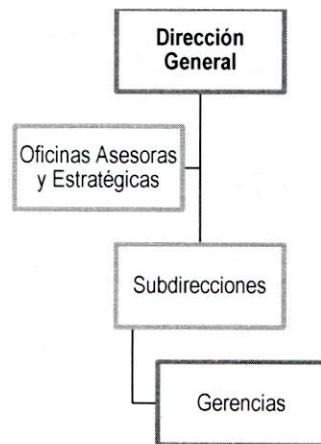 Dirección
General
Oficinas Asesoras
y Estratégicas
Subdirecciones
Gerencias